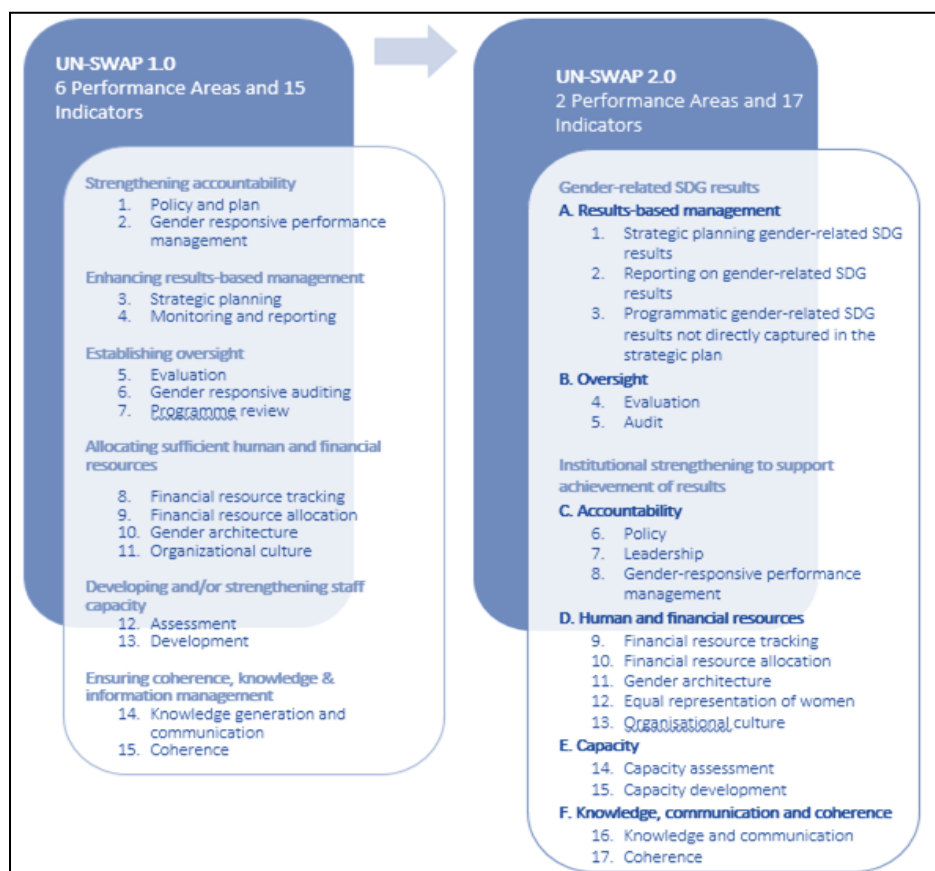 UN-SWAP 1.0
6 Performance Areas and 15
Indicators
Strengthening accountability
1. Policy and plan
2. Gender responsive performance
management
Enhancing results-based management
3. Strategic planning
4. Monitoring and reporting
Establishing oversight
5. Evaluation
6. Gender responsive auditing
7. Programme review
Allocating sufficient human and financial
resources
8. Financial resource tracking
9. Financial resource allocation
10. Gender architecture
11. Organizational culture
Developing and/or strengthening staff
capacity
12. Assessment
13. Development
Ensuring coherence, knowledge &
information management
14. Knowledge generation and
communication
15. Coherence
UN-SWAP 2.0
2 Performance Areas and 17
Indicators
Gender-related SDG results
A. Results-based management
1. Strategic planning gender-related SDG
results
2. Reporting on gender-related SDG
results
3. Programmatic gender-related SDG
results not directly captured in the
strategic plan
B. Oversight
4. Evaluation
5. Audit
Institutional strengthening to support
achievement of results
C. Accountability
6. Policy
7. Leadership
8. Gender-responsive performance
management
D. Human and financial resources
9. Financial resource tracking
10. Financial resource allocation
11. Gender architecture
12. Equal representation of women
13. Organisational culture
E. Capacity
14. Capacity assessment
15. Capacity development
F. Knowledge, communication and coherence
16. Knowledge and communication
17. Coherence